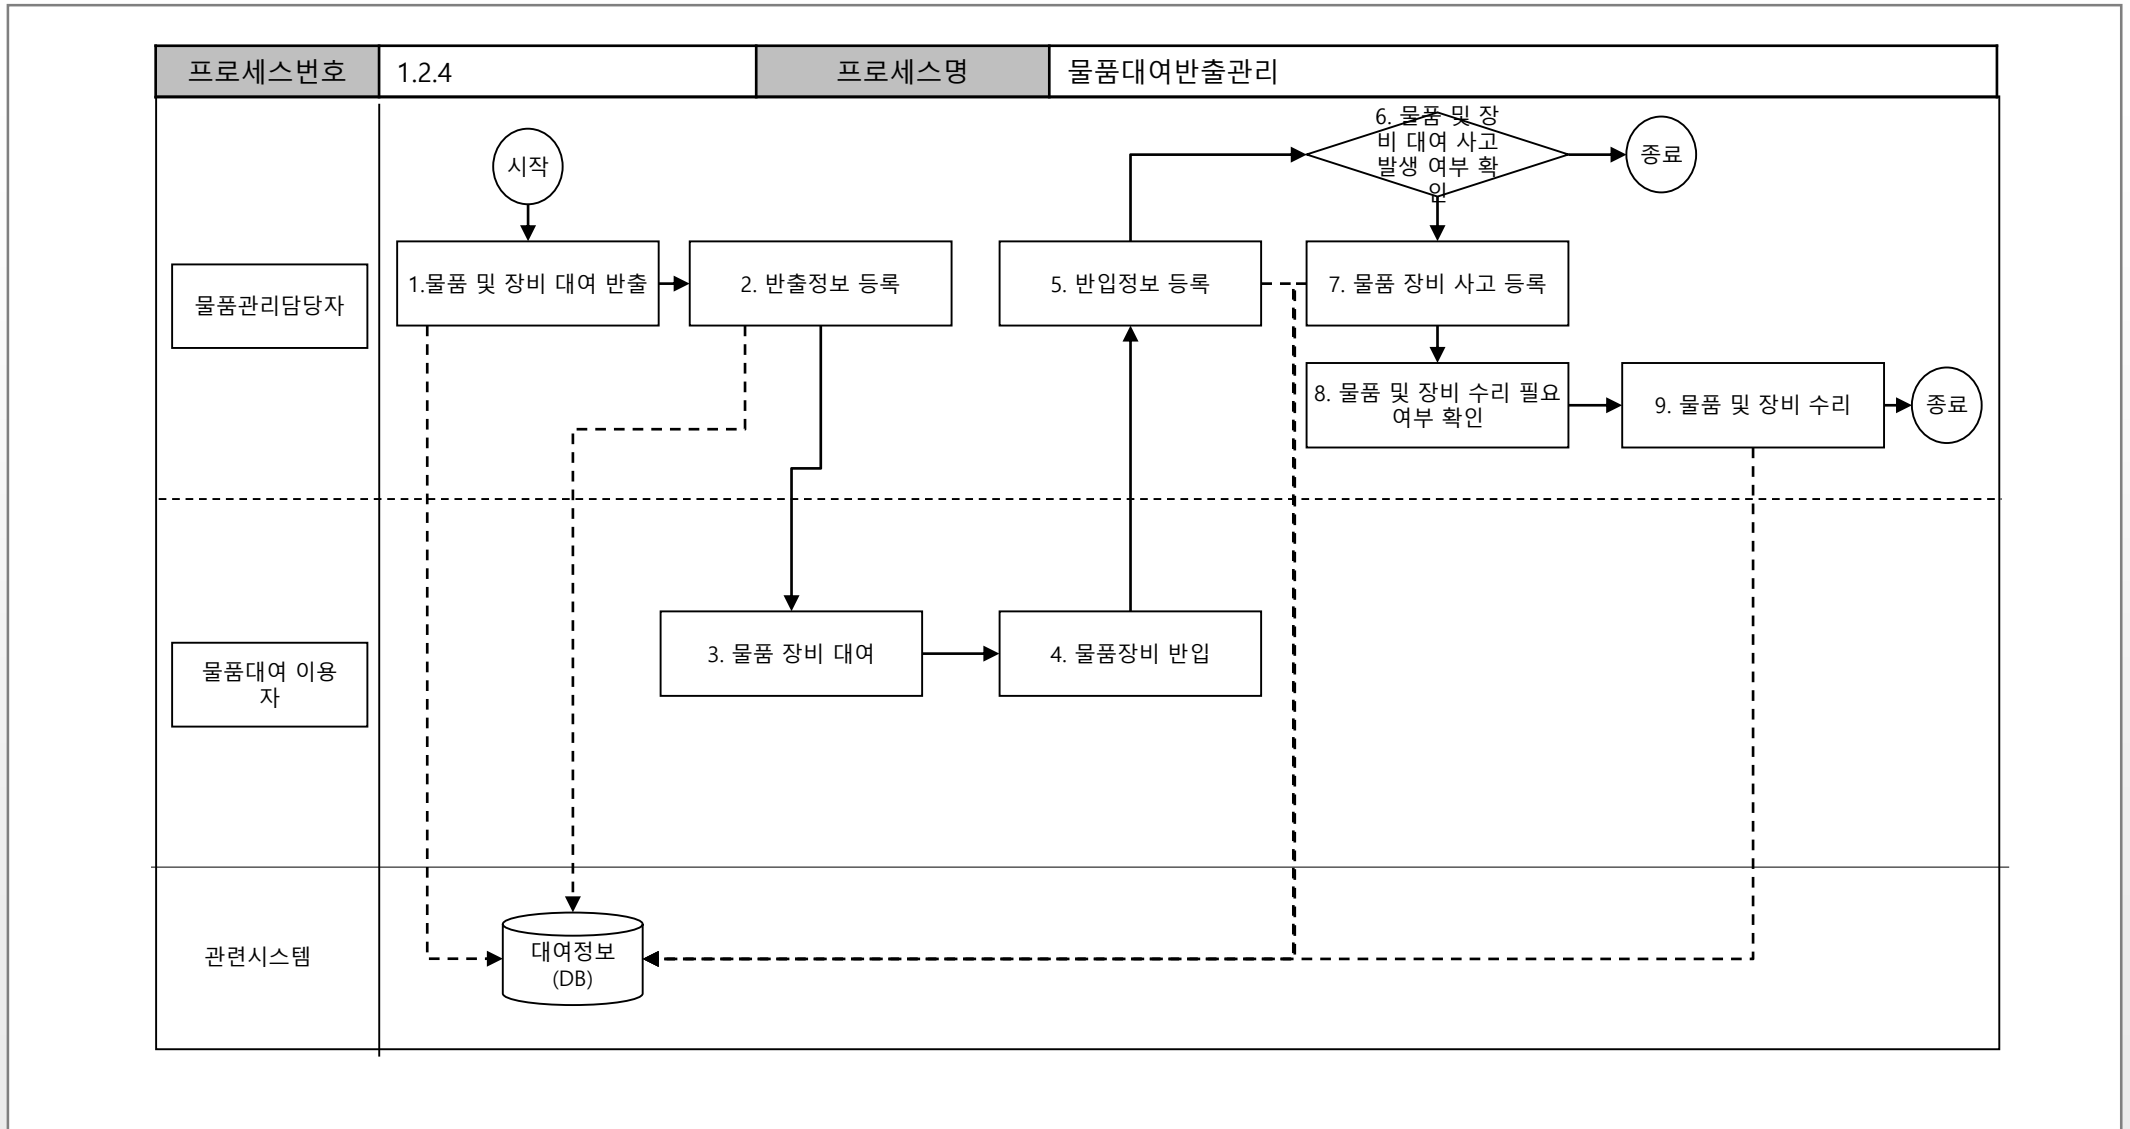 프로세스번호
1.2.4
프로세스명
물품대여반출관리
시작
6. 물품 및 장
비 대여 사고
발생 여부 확
인
종료
물품관리담당자
1.물품 및 장비 대여 반출
2. 반출정보 등록
5. 반입정보 등록
7. 물품 장비 사고 등록
8. 물품 및 장비 수리 필요
여부 확인
9. 물품 및 장비 수리
종료
물품대여 이용
자
3. 물품 장비 대여
4. 물품장비 반입
관련시스템
대여정보
(DB)